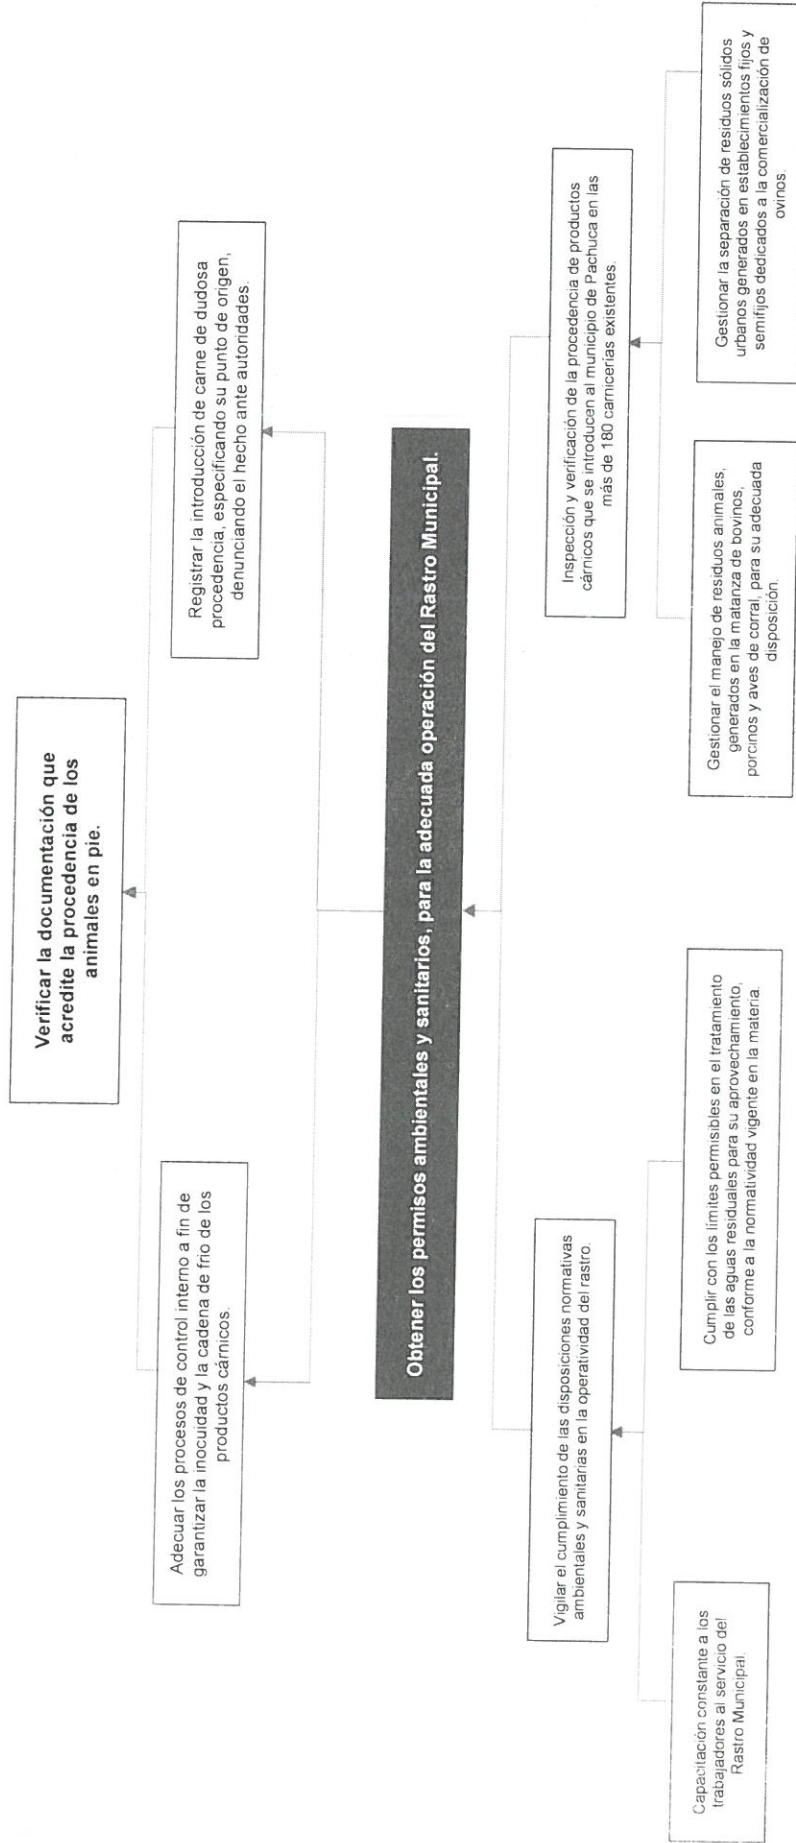 Verificar la documentación que
acredite la procedencia de los
animales en pie.
Adecuar los procesos de control interno a fin de
garantizar la inocuidad y la cadena de frio de los
productos cárnicos.
Registrar la introducción de carne de dudosa
procedencia, especificando su punto de origen,
denunciando el hecho ante autoridades.
Obtener los permisos ambientales y sanitarios, para la adecuada operación del Rastro Municipal.
Vigilar el cumplimiento de las disposiciones normativas
ambientales y sanitarias en la operatividad del rastro.
Inspección y verificación de la procedencia de productos
cárnicos que se introducen al municipio de Pachuca en las
más de 180 carnicerías existentes.
Capacitación constante a los
trabajadores al servicio del
Rastro Municipal.
Cumplir con los límites permisibles en el tratamiento
de las aguas residuales para su aprovechamiento,
conforme a la normatividad vigente en la materia.
Gestionar el manejo de residuos animales,
generados en la matanza de bovinos,
porcinos y aves de corral, para su adecuada
disposición.
Gestionar la separación de residuos sólidos
urbanos generados en establecimientos fijos y
semifijos dedicados a la comercialización de
ovinos.